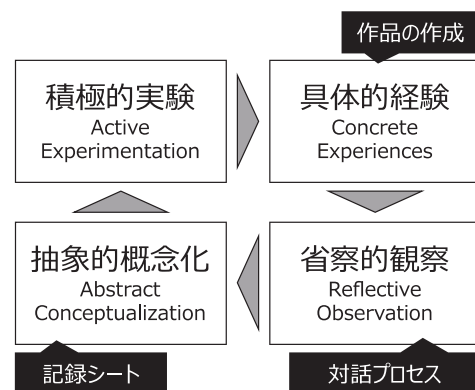 作品の作成
積極的実験
Active
Experimentation
具体的経験
Concrete
Experiences
抽象的概念化
Abstract
Conceptualization
省察的観察
Reflective
Observation
記録シート
対話プロセス